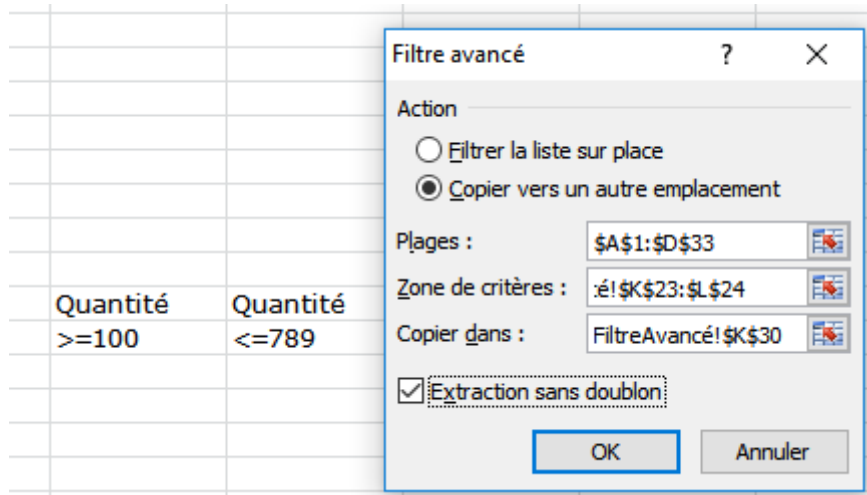 Filtre avancé ? ×
Action
Filtrer la liste sur place
Copier vers un autre emplacement
Plages : $A$1:$D$33
Zone de critères : :é!$K$23:$L$24
Copier dans : FiltreAvancé!$K$30
Extraction sans doublon
OK Annuler
Quantité Quantité
>=100 <=789